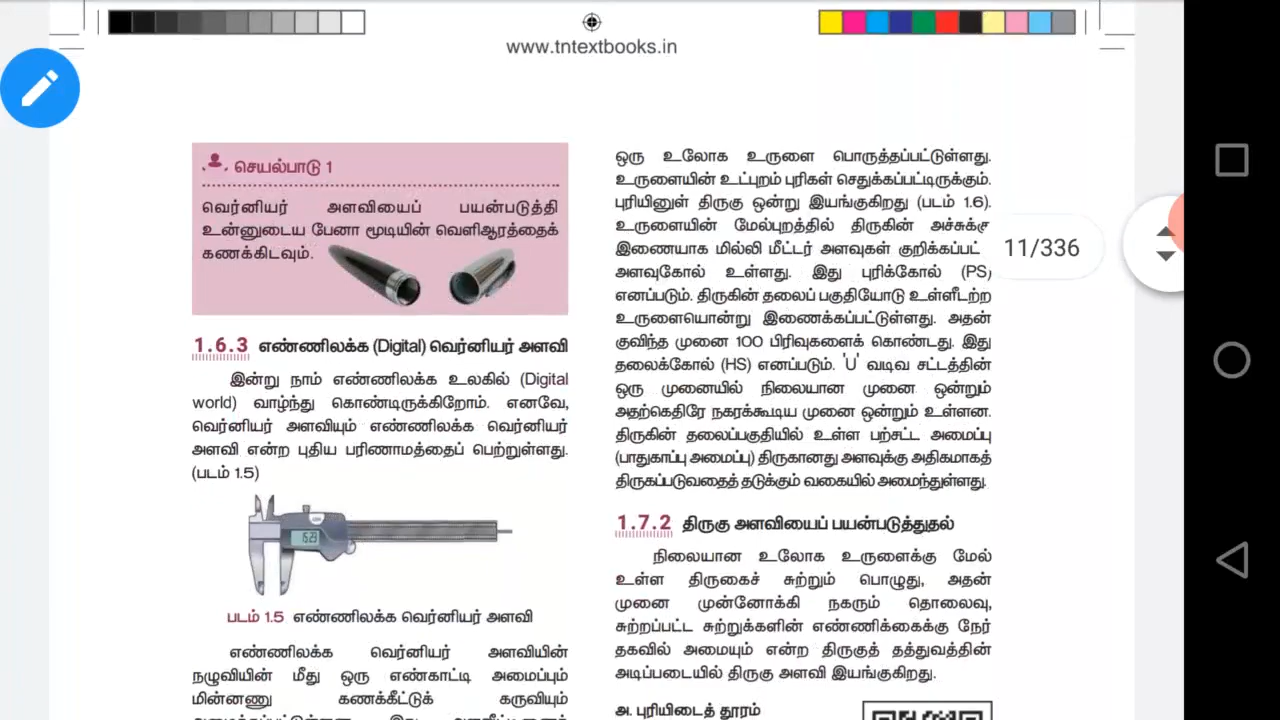 www.tntextbooks.in
செயல்பாடு 1
வெர்னியர் அளவியைப் பயன்படுத்தி
உன்னுடைய பேனா மூடியின் வெளிஆரத்தைக்
கணக்கிடவும்.
1.6.3 எண்ணிலக்க (Digital) வெர்னியர் அளவி
இன்று நாம் எண்ணிலக்க உலகில் (Digital
world) வாழ்ந்து கொண்டிருக்கிறோம். எனவே,
வெர்னியர் அளவியும் எண்ணிலக்க வெர்னியர்
அளவி என்ற புதிய பரிணாமத்தைப் பெற்றுள்ளது.
(படம் 1.5)
படம் 1.5 எண்ணிலக்க வெர்னியர் அளவி
எண்ணிலக்க வெர்னியர் அளவியின்
நழுவியின் மீது ஒரு எண்காட்டி அமைப்பும்
மின்னணு கணக்கீட்டுக் கருவியும்
ஒரு உலோக உருளை பொருத்தப்பட்டுள்ளது.
உருளையின் உட்புறம் புரிகள் செதுக்கப்பட்டிருக்கும்.
புரியினுள் திருகு ஒன்று இயங்குகிறது (படம் 1.6).
உருளையின் மேல்புறத்தில் திருகின் அச்சுக்கு
இணையாக மில்லி மீட்டர் அளவுகள் குறிக்கப்பட்
அளவுகோல் உள்ளது. இது புரிக்கோல் (PS)
எனப்படும். திருகின் தலைப் பகுதியோடு உள்ளீடற்ற
உருளையொன்று இணைக்கப்பட்டுள்ளது. அதன்
குவிந்த முனை 100 பிரிவுகளைக் கொண்டது. இது
தலைக்கோல் (HS) எனப்படும். 'U' வடிவ சட்டத்தின்
ஒரு முனையில் நிலையான முனை ஒன்றும்
அதற்கெதிரே நகரக்கூடிய முனை ஒன்றும் உள்ளன.
திருகின் தலைப்பகுதியில் உள்ள பற்சட்ட அமைப்பு
(பாதுகாப்பு அமைப்பு) திருகானது அளவுக்கு அதிகமாகத்
திருகப்படுவதைத் தடுக்கும் வகையில் அமைந்துள்ளது.
1.7.2 திருகு அளவியைப் பயன்படுத்துதல்
நிலையான உலோக உருளைக்கு மேல்
உள்ள திருகைச் சுற்றும் பொழுது, அதன்
முனை முன்னோக்கி நகரும் தொலைவு,
சுற்றப்பட்ட சுற்றுக்களின் எண்ணிக்கைக்கு நேர்
தகவில் அமையும் என்ற திருகுத் தத்துவத்தின்
அடிப்படையில் திருகு அளவி இயங்குகிறது.
அ. புரியிடைத் தூரம்
11/336